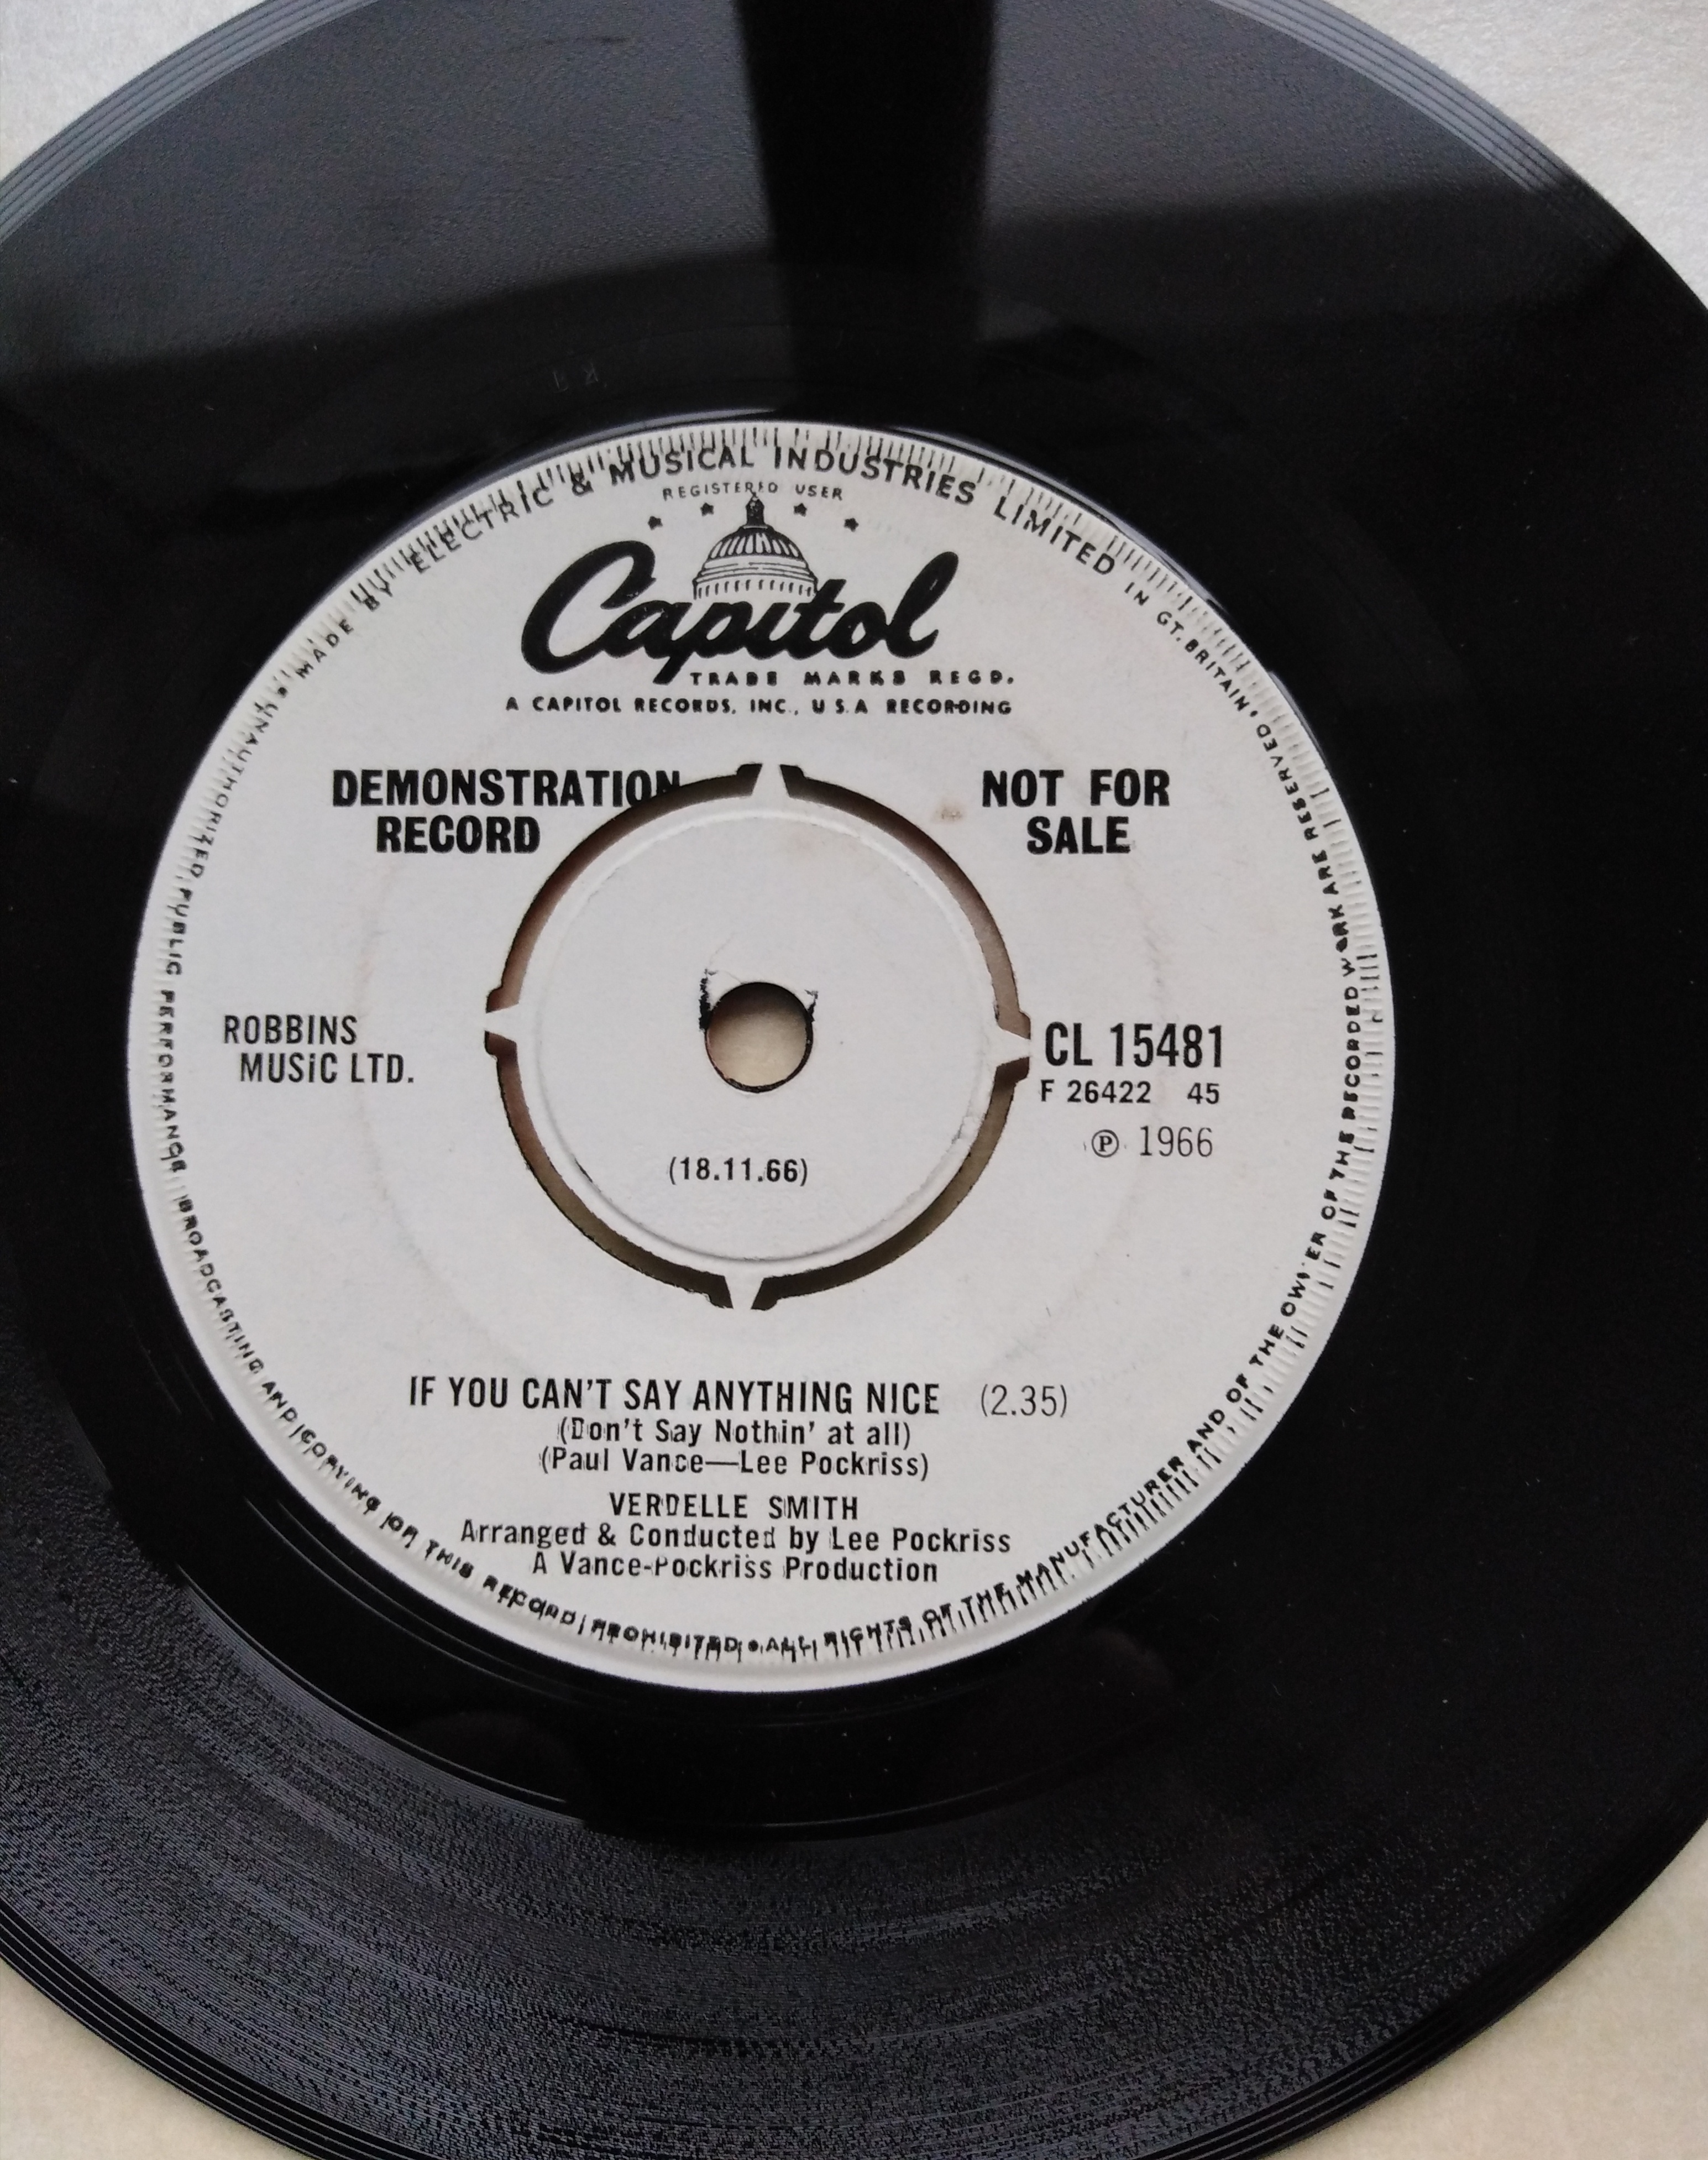 MADE BY ELECTRIC & MUSICAL INDUSTRIES LIMITED IN GT. BRITAIN •
REGISTERED USER
Capitol
TRADE MARKS REGD.
A CAPITOL RECORDS, INC., U.S.A RECORDING
DEMONSTRATION RECORD
NOT FOR SALE
ROBBINS
MUSiC LTD.
CL 15481
F 26422 45
℗ 1966
(18.11.66)
IF YOU CAN'T SAY ANYTHING NICE (2.35)
(Don't Say Nothin' at all)
(Paul Vance—Lee Pockriss)
VERDELLE SMITH
Arranged & Conducted by Lee Pockriss
A Vance-Pockriss Production
UNAUTHORIZED PUBLIC PERFORMANCE BROADCASTING AND COPYING OF THIS RECORD PROHIBITED • ALL RIGHTS OF THE MANUFACTURER AND OF THE OWNER OF THE RECORDED WORK ARE RESERVED